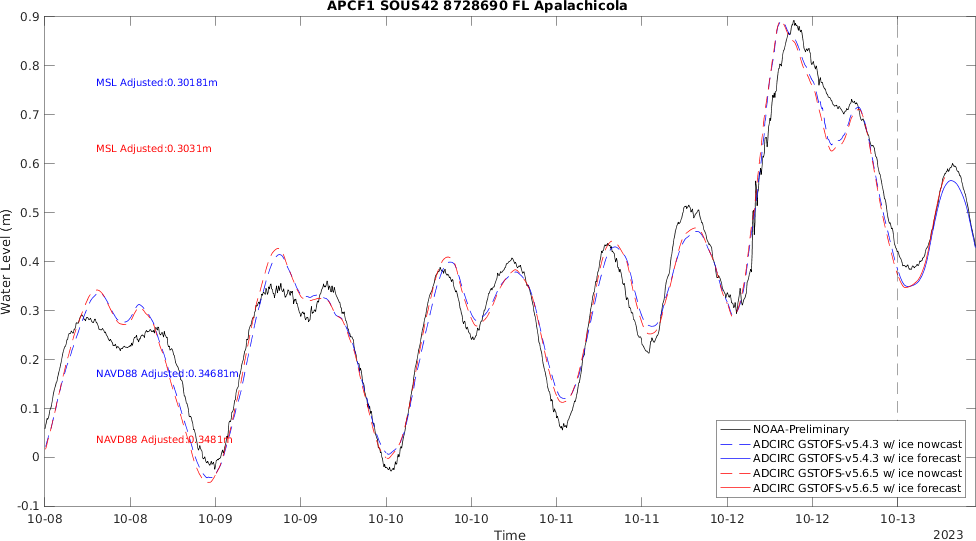 APCF1 SOUS42 8728690 FL Apalachicola
0.9
0.8
0.7
0.6
0.5
0.4
0.3
0.2
0.1
0
-0.1
Water Level (m)
MSL Adjusted:0.30181m
MSL Adjusted:0.3031m
NAVD88 Adjusted:0.34681m
NAVD88 Adjusted:0.3481m
NOAA-Preliminary
ADCIRC GSTOFS-v5.4.3 w/ ice nowcast
ADCIRC GSTOFS-v5.4.3 w/ ice forecast
ADCIRC GSTOFS-v5.6.5 w/ ice nowcast
ADCIRC GSTOFS-v5.6.5 w/ ice forecast
10-08 10-08 10-09 10-09 10-10 10-10 10-11 10-11 10-12 10-12 10-13
Time
2023